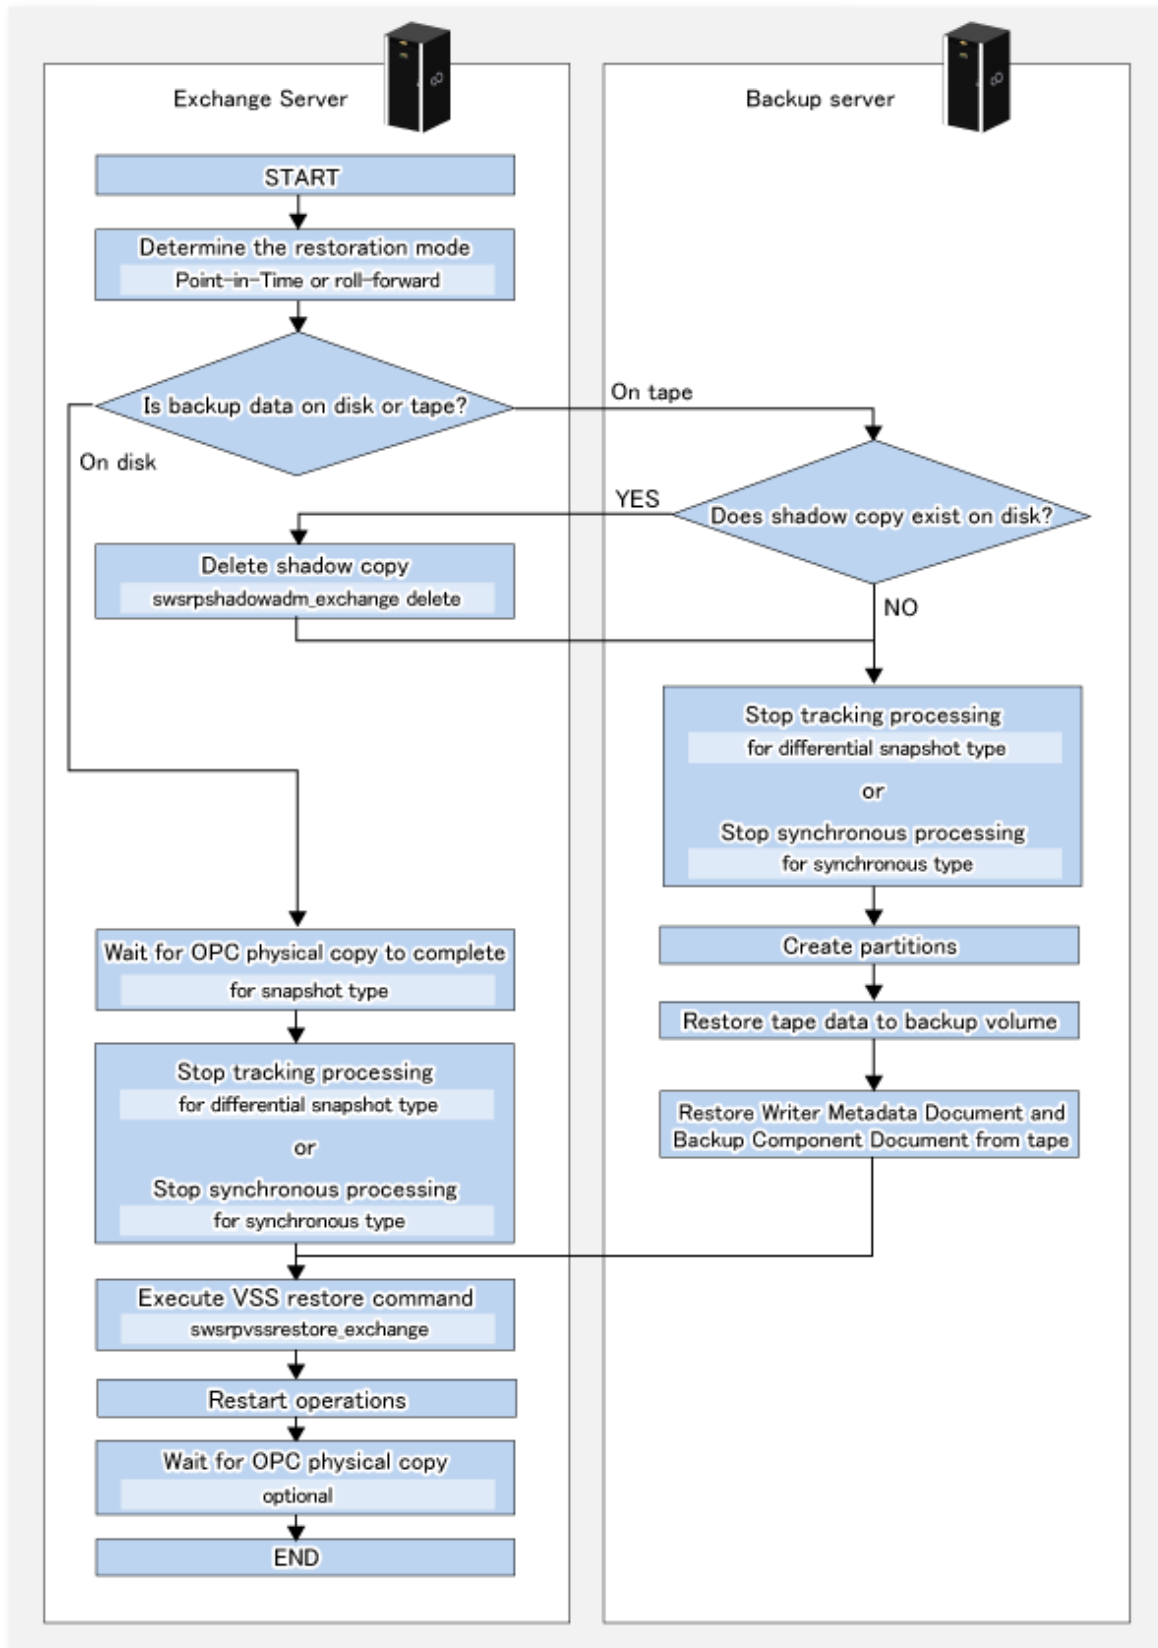 Exchange Server
Backup server
START
Determine the restoration mode
Point-in-Time or roll-forward
Is backup data on disk or tape?
On tape
On disk
YES
Does shadow copy exist on disk?
Delete shadow copy
swsrpshadowadm_exchange delete
NO
Stop tracking processing
for differential snapshot type
or
Stop synchronous processing
for synchronous type
Create partitions
Restore tape data to backup volume
Restore Writer Metadata Document and
Backup Component Document from tape
Wait for OPC physical copy to complete
for snapshot type
Stop tracking processing
for differential snapshot type
or
Stop synchronous processing
for synchronous type
Execute VSS restore command
swsrpvssrestore_exchange
Restart operations
Wait for OPC physical copy
optional
END